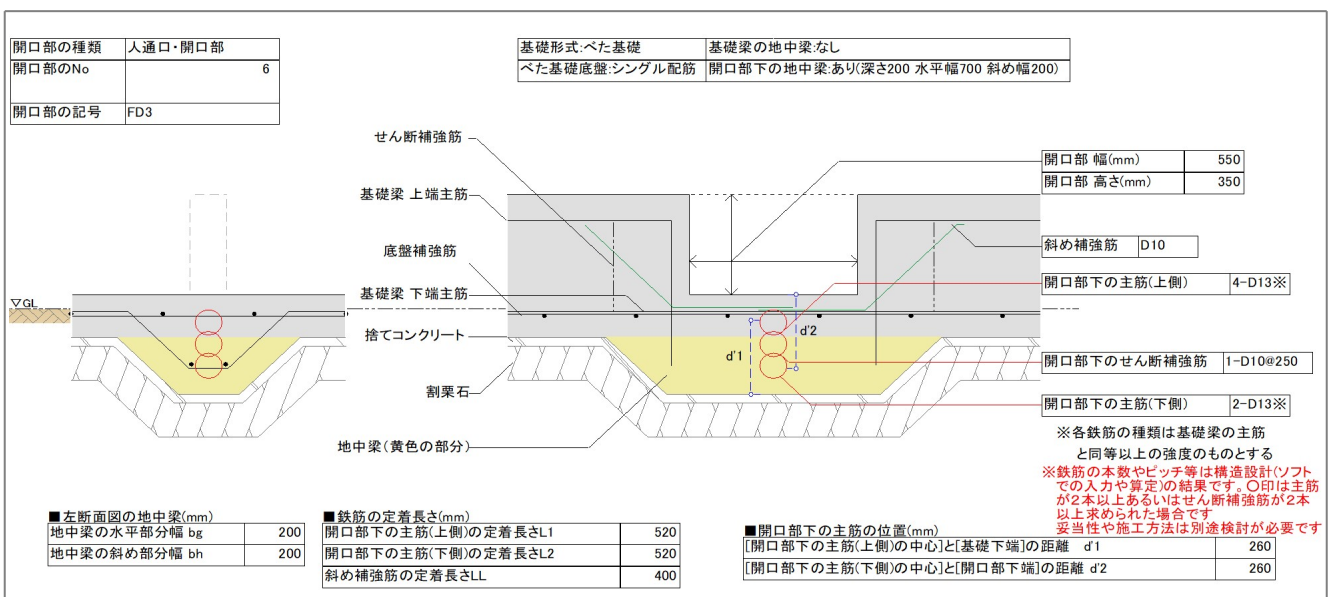 開口部の種類 人通口・開口部
開口部のNo 6
開口部の記号 FD3
基礎形式:べた基礎 基礎梁の地中梁:なし
べた基礎底盤:シングル配筋 開口部下の地中梁:あり(深さ200 水平幅700 斜め幅200)
せん断補強筋
基礎梁 上端主筋
底盤補強筋
基礎梁 下端主筋
捨てコンクリート
割栗石
地中梁(黄色の部分)
▽GL
d'1
d'2
開口部 幅(mm) 550
開口部 高さ(mm) 350
斜め補強筋 D10
開口部下の主筋(上側) 4-D13※
開口部下のせん断補強筋 1-D10@250
開口部下の主筋(下側) 2-D13※
※各鉄筋の種類は基礎梁の主筋
と同等以上の強度のものとする
※鉄筋の本数やピッチ等は構造設計(ソフト
での入力や算定)の結果です。〇印は主筋
が2本以上あるいはせん断補強筋が2本
以上求められた場合です
妥当性や施工方法は別途検討が必要です
■左断面図の地中梁(mm)
地中梁の水平部分幅 bg 200
地中梁の斜め部分幅 bh 200
■鉄筋の定着長さ(mm)
開口部下の主筋(上側)の定着長さL1 520
開口部下の主筋(下側)の定着長さL2 520
斜め補強筋の定着長さLL 400
■開口部下の主筋の位置(mm)
[開口部下の主筋(上側)の中心]と[基礎下端]の距離 d'1 260
[開口部下の主筋(下側)の中心]と[開口部下端]の距離 d'2 260